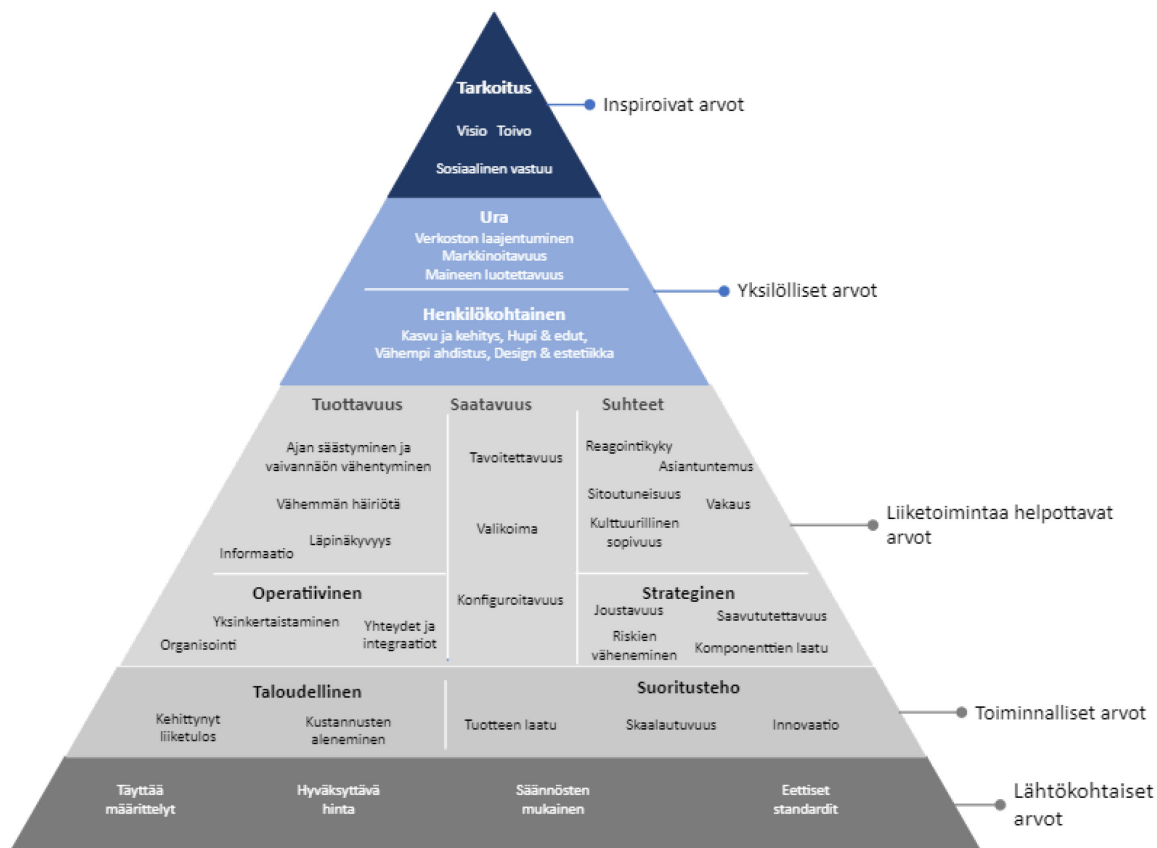 Tarkoitus
Visio Toivo
Sosiaalinen vastuu
Inspiroivat arvot
Ura
Verkoston laajentuminen
Markkinoitavuus
Maineen luotettavuus
Henkilökohtainen
Kasvu ja kehitys, Hupi & edut,
Vähempi ahdistus, Design & estetiikka
Yksilölliset arvot
Tuottavuus
Ajan säästyminen ja
vaivannäön vähentyminen
Vähemmän häiriötä
Läpinäkyvyys
Informaatio
Operatiivinen
Yksinkertaistaminen
Organisointi
Yhteydet ja
integraatiot
Saatavuus
Tavoitettavuus
Valikoima
Konfiguroitavuus
Suhteet
Reagointikyky
Asiantuntemus
Sitoutuneisuus
Vakaus
Kulttuurillinen
sopivuus
Strateginen
Joustavuus
Saavututettavuus
Riskien
väheneminen
Komponenttien laatu
Liiketoimintaa helpottavat
arvot
Taloudellinen
Kehittynyt
liiketulos
Kustannusten
aleneminen
Suoritusteho
Tuotteen laatu
Skaalautuvuus
Innovaatio
Toiminnalliset arvot
Täyttää
määrittelyt
Hyväksyttävä
hinta
Säännösten
mukainen
Eettiset
standardit
Lähtökohtaiset
arvot